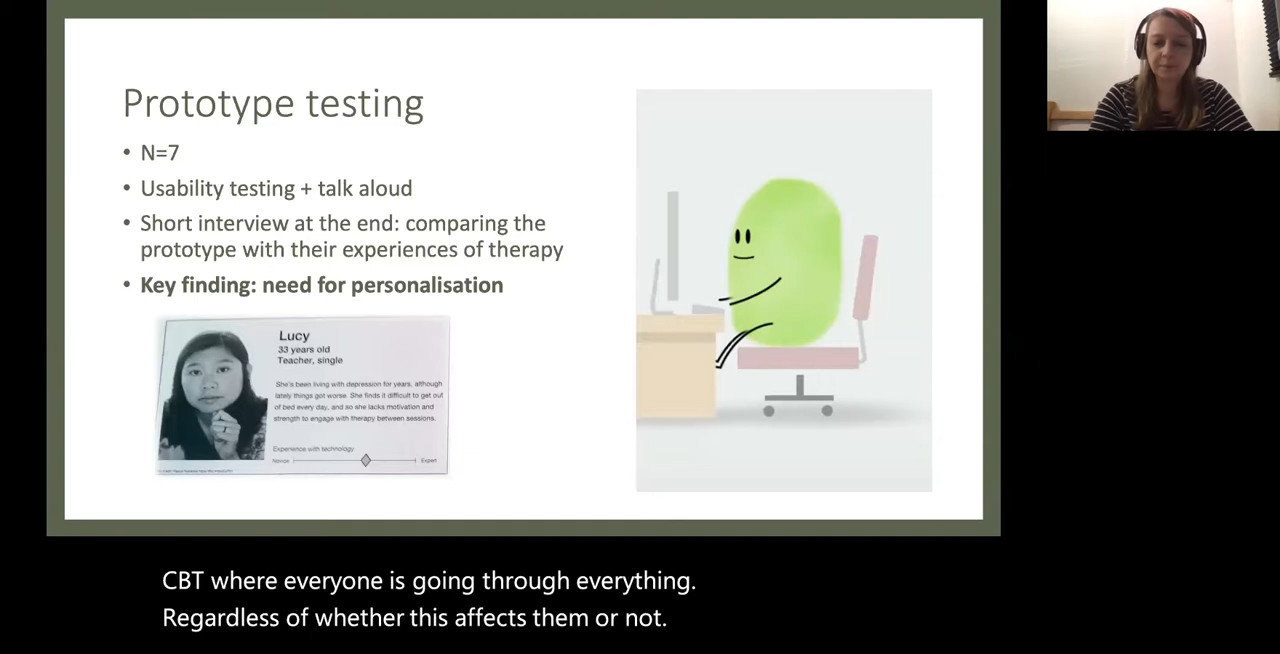 Prototype testing
• N=7
• Usability testing + talk aloud
• Short interview at the end: comparing the
prototype with their experiences of therapy
• Key finding: need for personalisation
Lucy
33 years old
Teacher, single
She's been living with depression for years, although
lately things got worse. She finds it difficult to get out
of bed every day, and so she lacks motivation and
strength to engage with therapy between sessions.
Experience with technology
Novice
Expert
CBT where everyone is going through everything.
Regardless of whether this affects them or not.